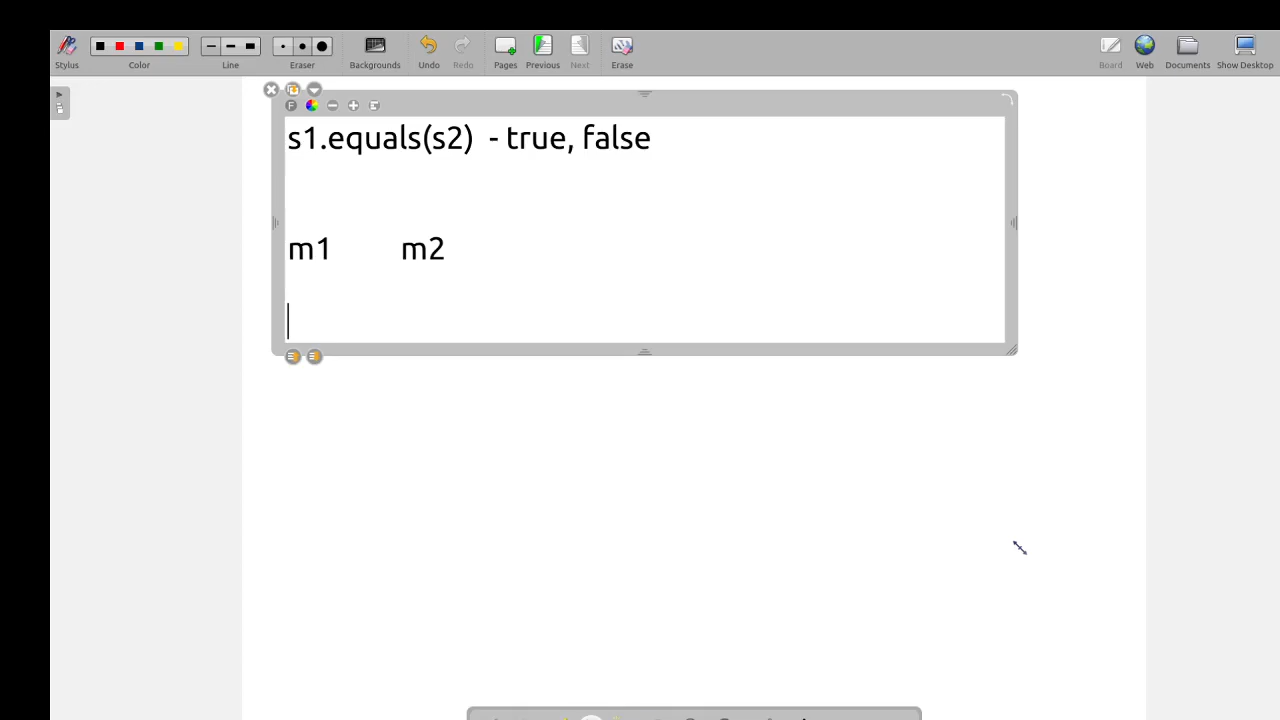 Stylus Color Line Eraser Backgrounds Undo Redo Pages Previous Next Erase Board Web Documents Show Desktop
F
s1.equals(s2) - true, false
m1 m2